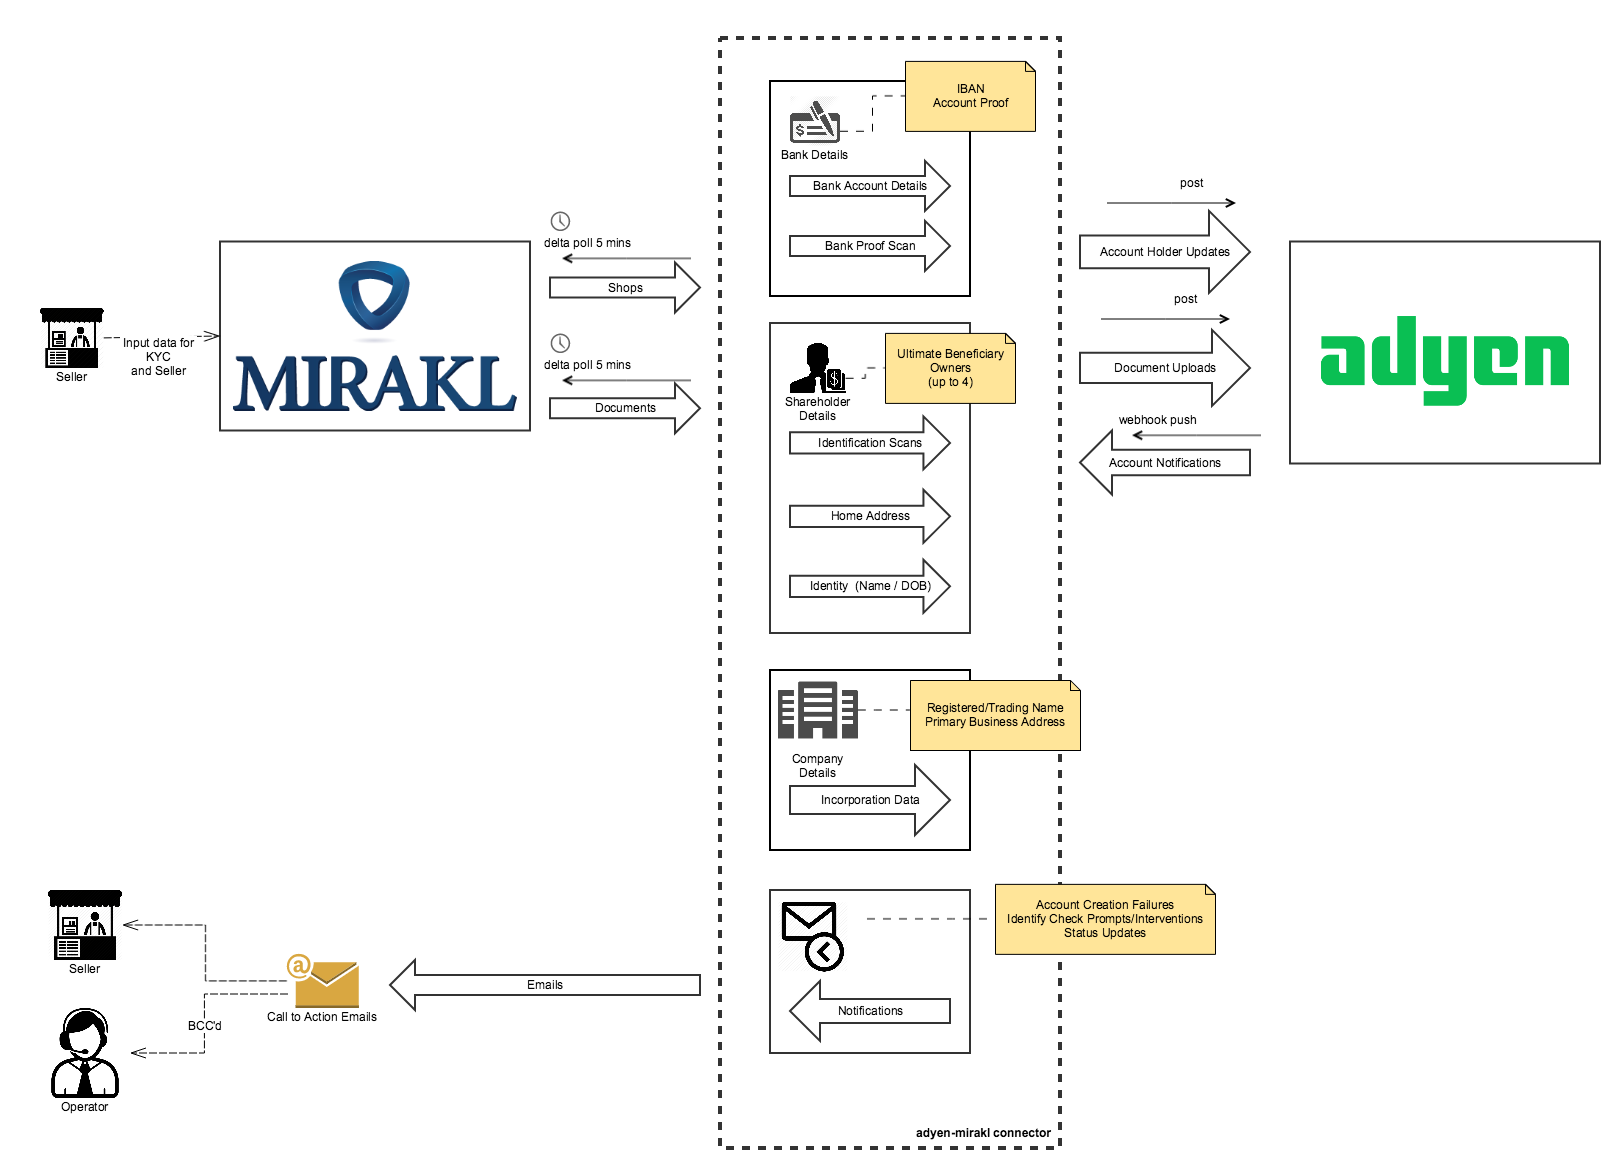 IBAN
Account Proof
Bank Details
Bank Account Details
Bank Proof Scan
delta poll 5 mins
Shops
delta poll 5 mins
Documents
Input data for
KYC
and Seller
Seller
MIRAKL
post
Account Holder Updates
post
Document Uploads
webhook push
Account Notifications
adyen
Ultimate Beneficiary
Owners
(up to 4)
Shareholder
Details
Identification Scans
Home Address
Identity (Name / DOB)
Registered/Trading Name
Primary Business Address
Company
Details
Incorporation Data
Account Creation Failures
Identify Check Prompts/Interventions
Status Updates
Notifications
Emails
Call to Action Emails
Seller
BCC'd
Operator
adyen-mirakl connector